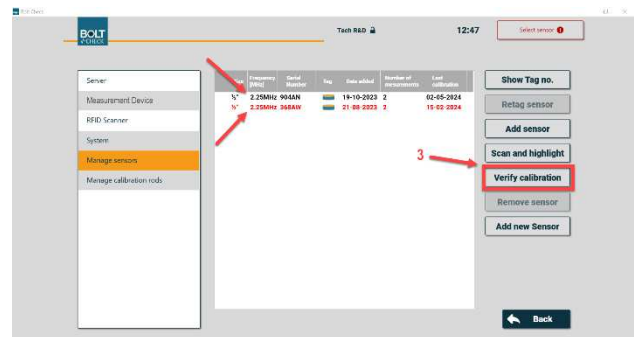 Bolt Check
BOLT
CHECK
Tech R&D
12:47
Select sensor
Server
Measurement Device
RFID Scanner
System
Manage sensors
Manage calibration rods
Frequency [MHz] Serial Number Tag Date added Number of measurements Last calibration
½" 2.25MHz 904AN 19-10-2023 2 02-05-2024
½" 2.25MHz 368AW 21-08-2023 2 15-02-2024
3
Show Tag no.
Retag sensor
Add sensor
Scan and highlight
Verify calibration
Remove sensor
Add new Sensor
Back